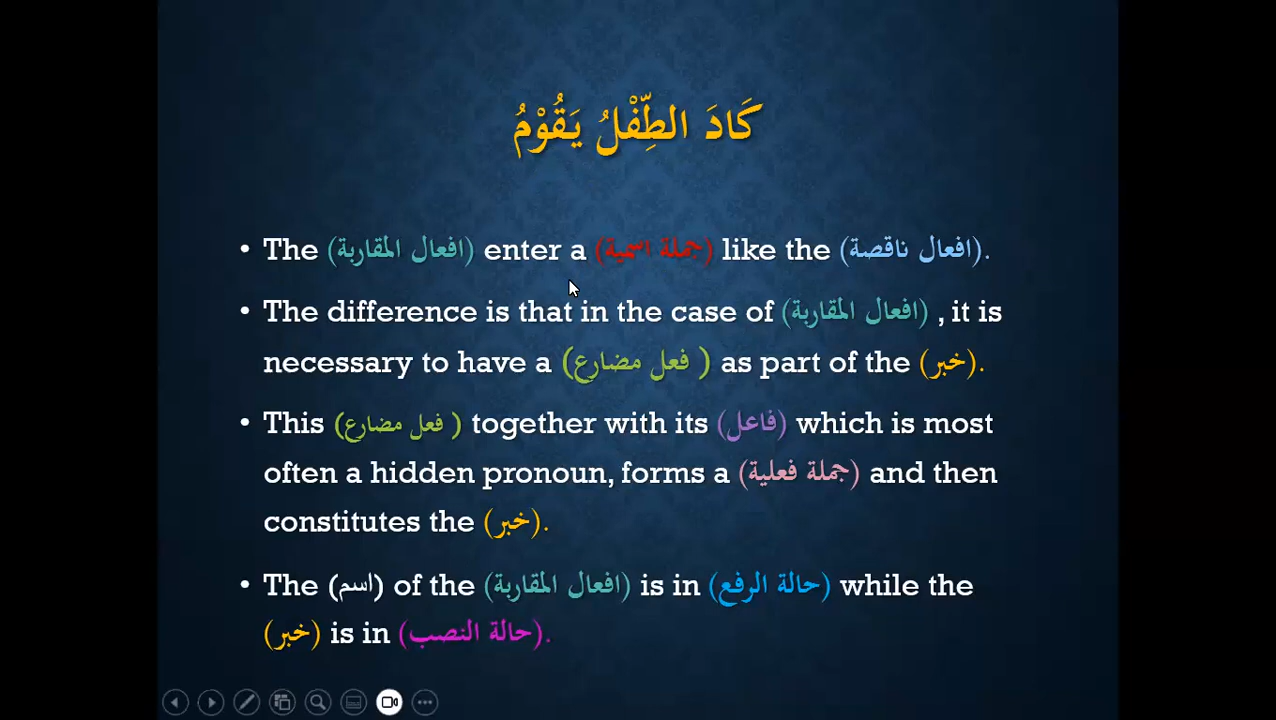 كَادَ الطِّفْلُ يَقُوْمُ
• The (افعال المقاربة) enter a (جملة اسمية) like the (افعال ناقصة).
• The difference is that in the case of (افعال المقاربة) , it is
necessary to have a ( فعل مضارع) as part of the (خبر).
• This ( فعل مضارع) together with its (فاعل) which is most
often a hidden pronoun, forms a (جملة فعلية) and then
constitutes the (خبر).
• The (اسم) of the (افعال المقاربة) is in (حالة الرفع) while the
(خبر) is in (حالة النصب).